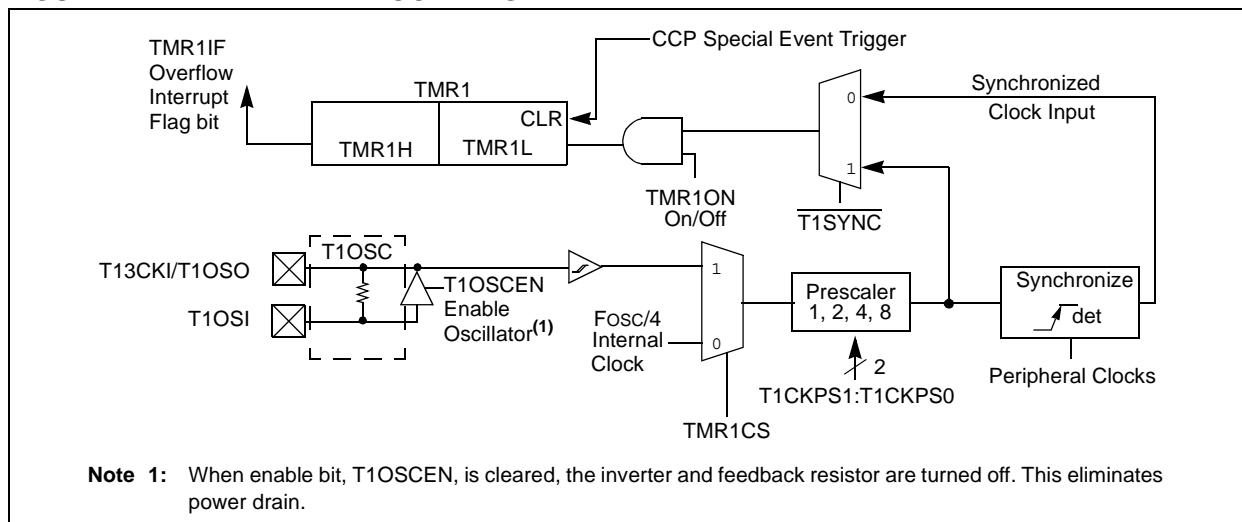 TMR1IF
Overflow
Interrupt
Flag bit
CCP Special Event Trigger
TMR1
CLR
TMR1H
TMR1L
TMR1ON
On/Off
0
1
T1SYNC
Synchronized
Clock Input
T13CKI/T1OSO
T1OSI
T1OSC
T1OSCEN
Enable
Oscillator(1)
FOSC/4
Internal
Clock
1
0
TMR1CS
Prescaler
1, 2, 4, 8
2
T1CKPS1:T1CKPS0
Synchronize
det
Peripheral Clocks
Note 1: When enable bit, T1OSCEN, is cleared, the inverter and feedback resistor are turned off. This eliminates
power drain.